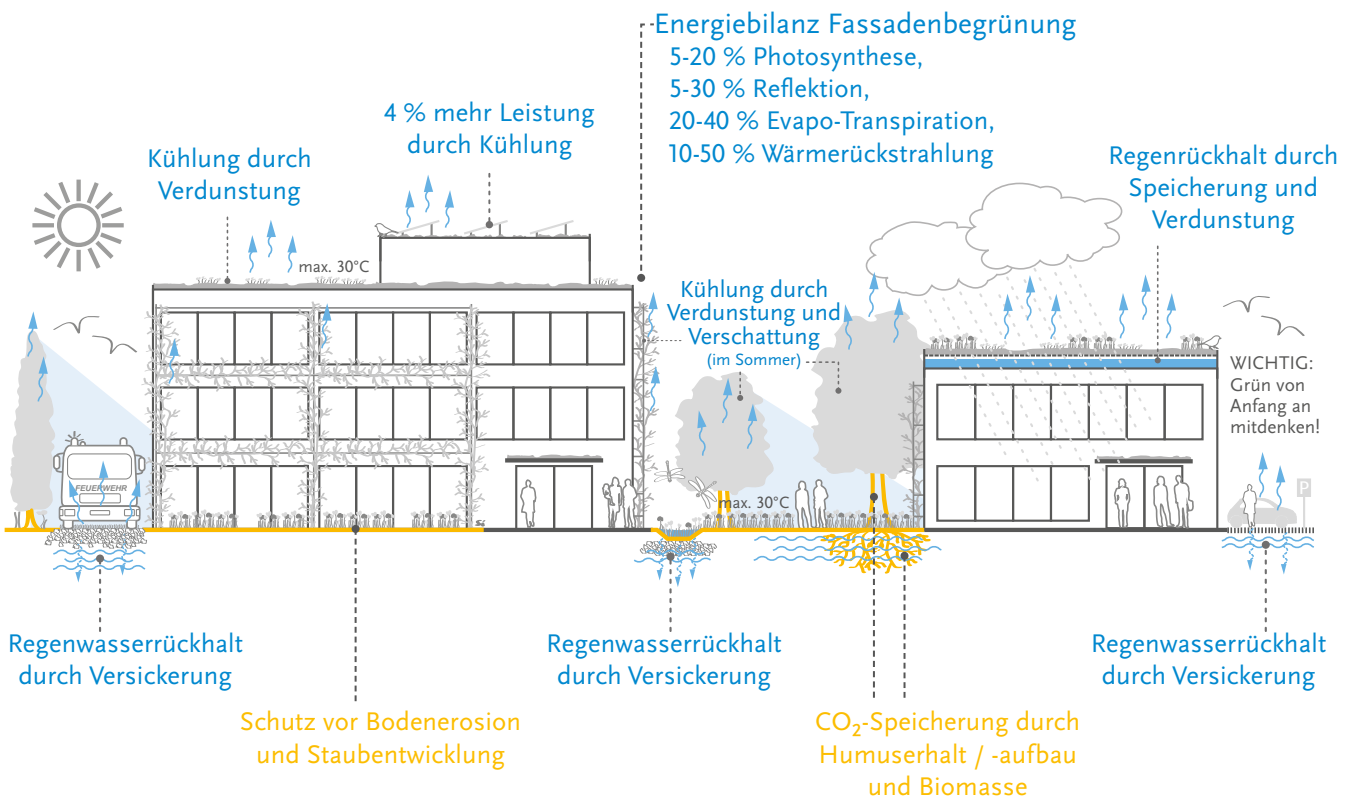 Energiebilanz Fassadenbegrünung
5-20 % Photosynthese,
5-30 % Reflektion,
20-40 % Evapo-Transpiration,
10-50 % Wärmerückstrahlung
4 % mehr Leistung
durch Kühlung
Kühlung durch
Verdunstung
Regenrückhalt durch
Speicherung und
Verdunstung
max. 30°C
Kühlung durch
Verdunstung und
Verschattung
(im Sommer)
WICHTIG:
Grün von
Anfang an
mitdenken!
FEUERWEHR
max. 30°C
P
Regenwasserrückhalt
durch Versickerung
Regenwasserrückhalt
durch Versickerung
Regenwasserrückhalt
durch Versickerung
Schutz vor Bodenerosion
und Staubentwicklung
CO₂-Speicherung durch
Humuserhalt / -aufbau
und Biomasse